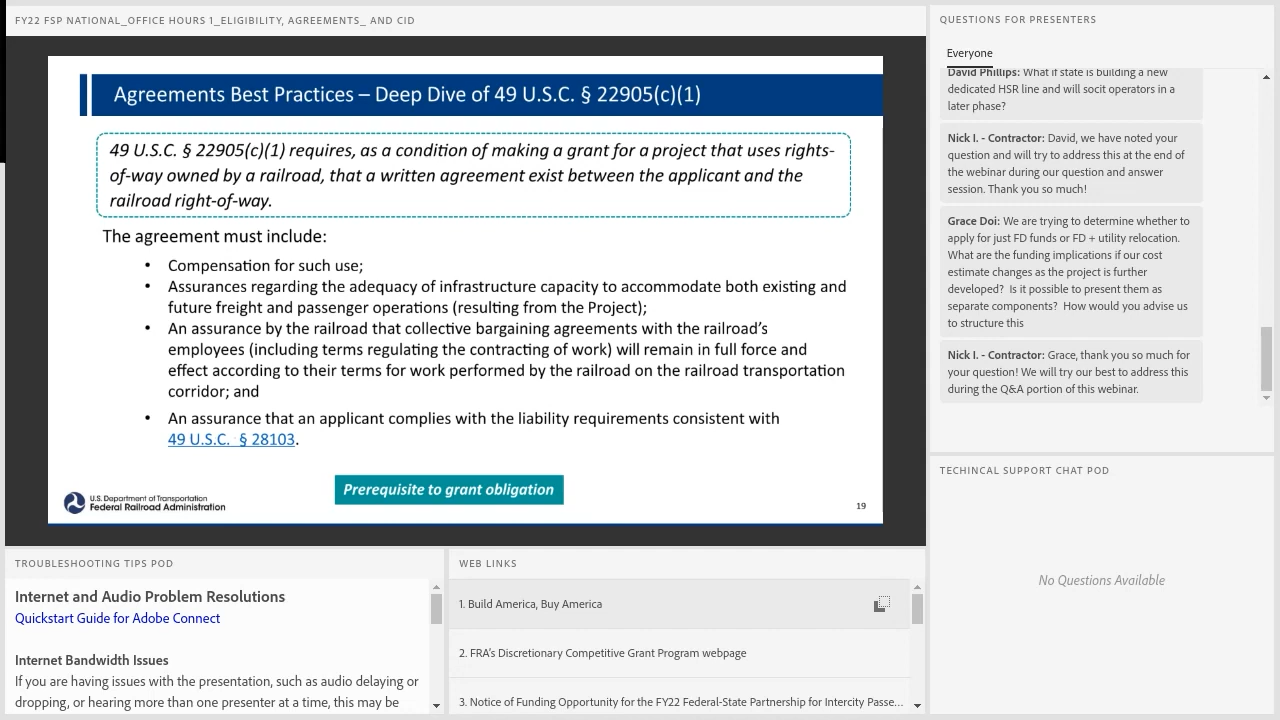 FY22 FSP NATIONAL_OFFICE HOURS 1_ELIGIBILITY, AGREEMENTS_ AND CID
Agreements Best Practices – Deep Dive of 49 U.S.C. § 22905(c)(1)
49 U.S.C. § 22905(c)(1) requires, as a condition of making a grant for a project that uses rights-
of-way owned by a railroad, that a written agreement exist between the applicant and the
railroad right-of-way.
The agreement must include:
• Compensation for such use;
• Assurances regarding the adequacy of infrastructure capacity to accommodate both existing and
future freight and passenger operations (resulting from the Project);
• An assurance by the railroad that collective bargaining agreements with the railroad's
employees (including terms regulating the contracting of work) will remain in full force and
effect according to their terms for work performed by the railroad on the railroad transportation
corridor; and
• An assurance that an applicant complies with the liability requirements consistent with
49 U.S.C. § 28103.
Prerequisite to grant obligation
U.S. Department of Transportation
Federal Railroad Administration
19
QUESTIONS FOR PRESENTERS
Everyone
David Phillips: What if state is building a new
dedicated HSR line and will socit operators in a
later phase?
Nick I. - Contractor: David, we have noted your
question and will try to address this at the end of
the webinar during our question and answer
session. Thank you so much!
Grace Doi: We are trying to determine whether to
apply for just FD funds or FD + utility relocation.
What are the funding implications if our cost
estimate changes as the project is further
developed? Is it possible to present them as
separate components? How would you advise us
to structure this
Nick I. - Contractor: Grace, thank you so much for
your question! We will try our best to address this
during the Q&A portion of this webinar.
TECHINCAL SUPPORT CHAT POD
No Questions Available
TROUBLESHOOTING TIPS POD
Internet and Audio Problem Resolutions
Quickstart Guide for Adobe Connect
Internet Bandwidth Issues
If you are having issues with the presentation, such as audio delaying or
dropping, or hearing more than one presenter at a time, this may be
WEB LINKS
1. Build America, Buy America
2. FRA's Discretionary Competitive Grant Program webpage
3. Notice of Funding Opportunity for the FY22 Federal-State Partnership for Intercity Passe...